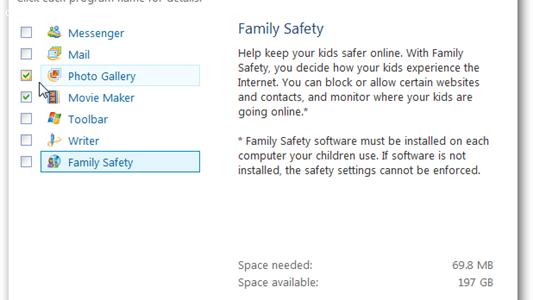 Click each program name for details.
Messenger
Mail
Photo Gallery
Movie Maker
Toolbar
Writer
Family Safety
Family Safety
Help keep your kids safer online. With Family
Safety, you decide how your kids experience the
Internet. You can block or allow certain websites
and contacts, and monitor where your kids are
going online.*
* Family Safety software must be installed on each
computer your children use. If software is not
installed, the safety settings cannot be enforced.
Space needed: 69.8 MB
Space available: 197 GB